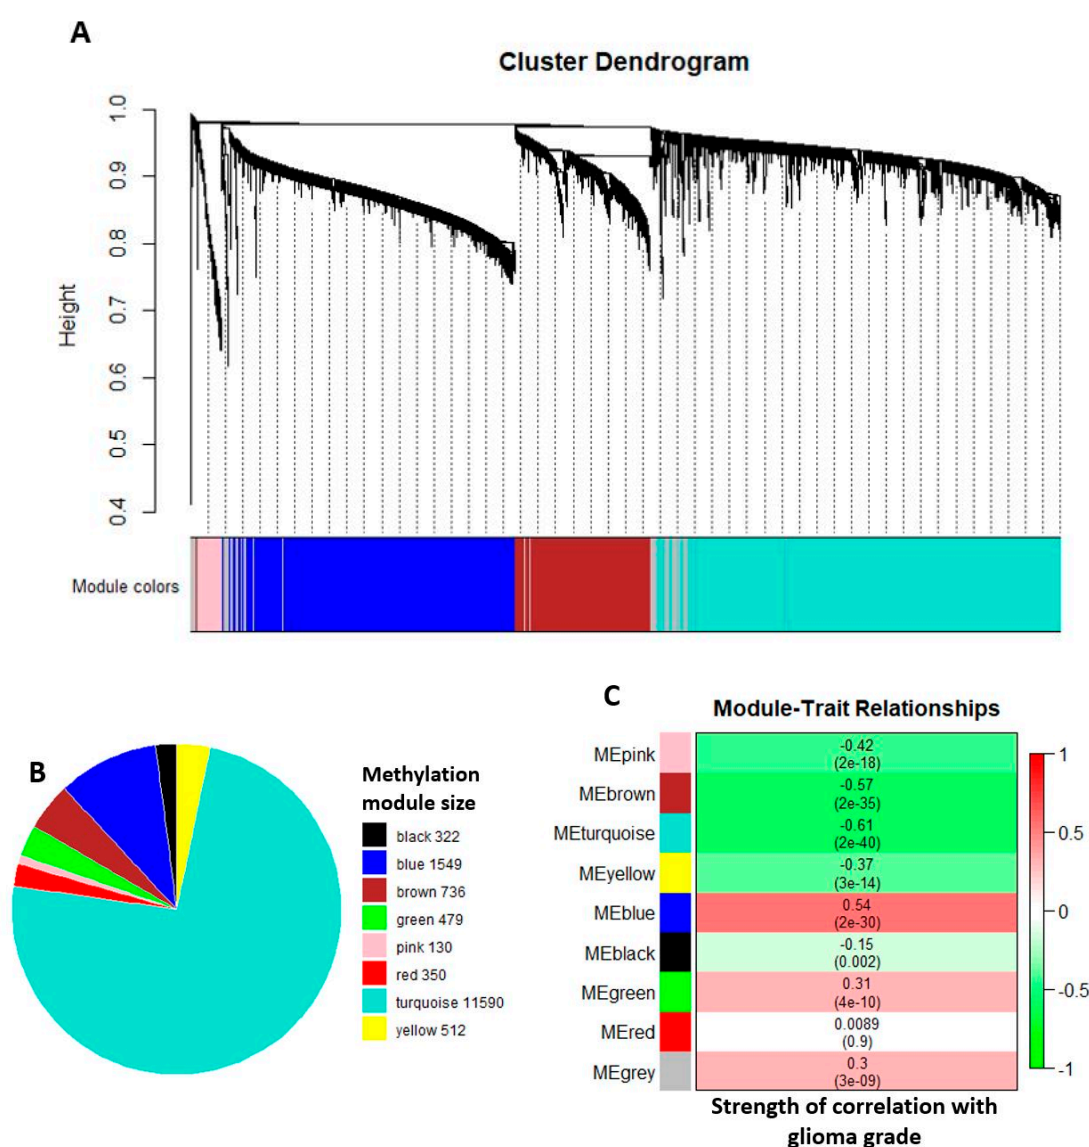 A
Cluster Dendrogram
Height
1.0
0.9
0.8
0.7
0.6
0.5
0.4
Module colors
B
Methylation
module size
black 322
blue 1549
brown 736
green 479
pink 130
red 350
turquoise 11590
yellow 512
C
Module-Trait Relationships
MEpink
-0.42
(2e-18)
MEbrown
-0.57
(2e-35)
MEturquoise
-0.61
(2e-40)
MEyellow
-0.37
(3e-14)
MEblue
0.54
(2e-30)
MEblack
-0.15
(0.002)
MEgreen
0.31
(4e-10)
MEred
0.0089
(0.9)
MEgrey
0.3
(3e-09)
1
0.5
0
-0.5
-1
Strength of correlation with
glioma grade